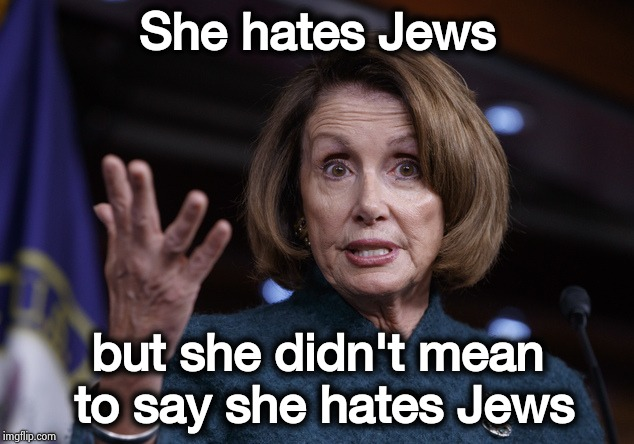 She hates Jews
but she didn't mean
to say she hates Jews
imgflip.com